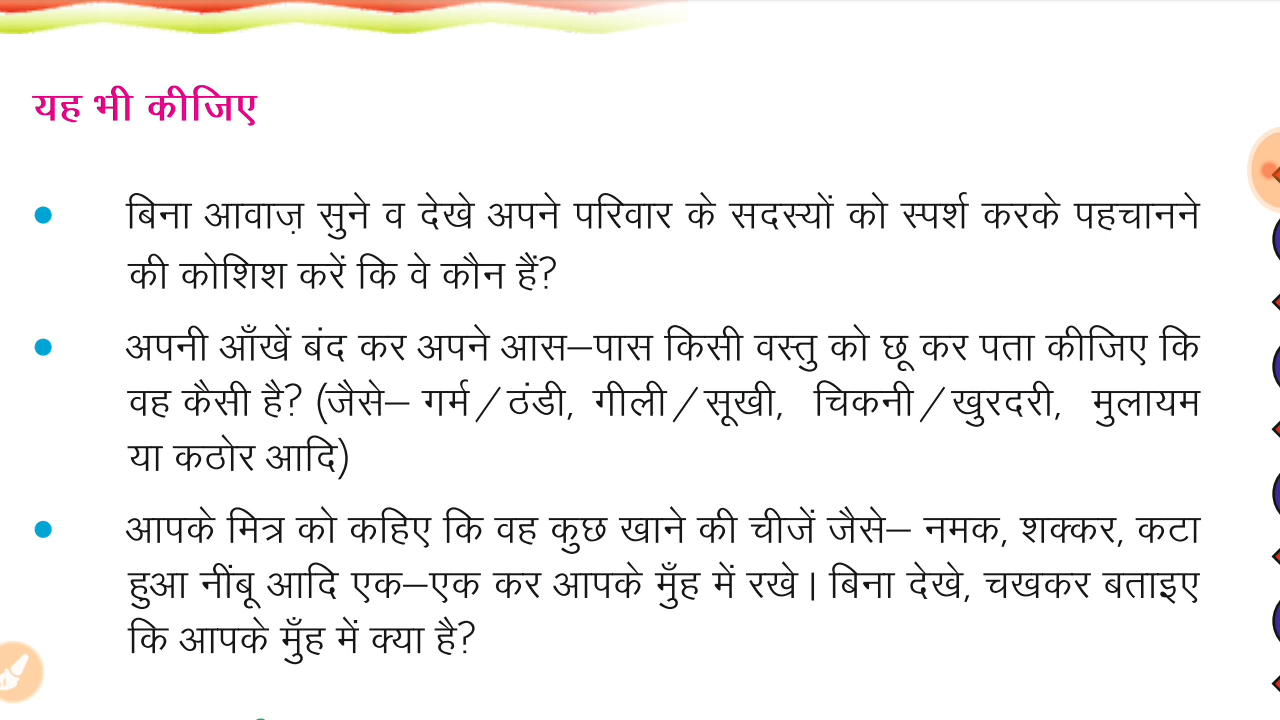 यह भी कीजिए
● बिना आवाज़ सुने व देखे अपने परिवार के सदस्यों को स्पर्श करके पहचानने
की कोशिश करें कि वे कौन हैं?
● अपनी आँखें बंद कर अपने आस–पास किसी वस्तु को छू कर पता कीजिए कि
वह कैसी है? (जैसे– गर्म/ठंडी, गीली/सूखी, चिकनी/खुरदरी, मुलायम
या कठोर आदि)
● आपके मित्र को कहिए कि वह कुछ खाने की चीजें जैसे– नमक, शक्कर, कटा
हुआ नींबू आदि एक–एक कर आपके मुँह में रखे। बिना देखे, चखकर बताइए
कि आपके मुँह में क्या है?